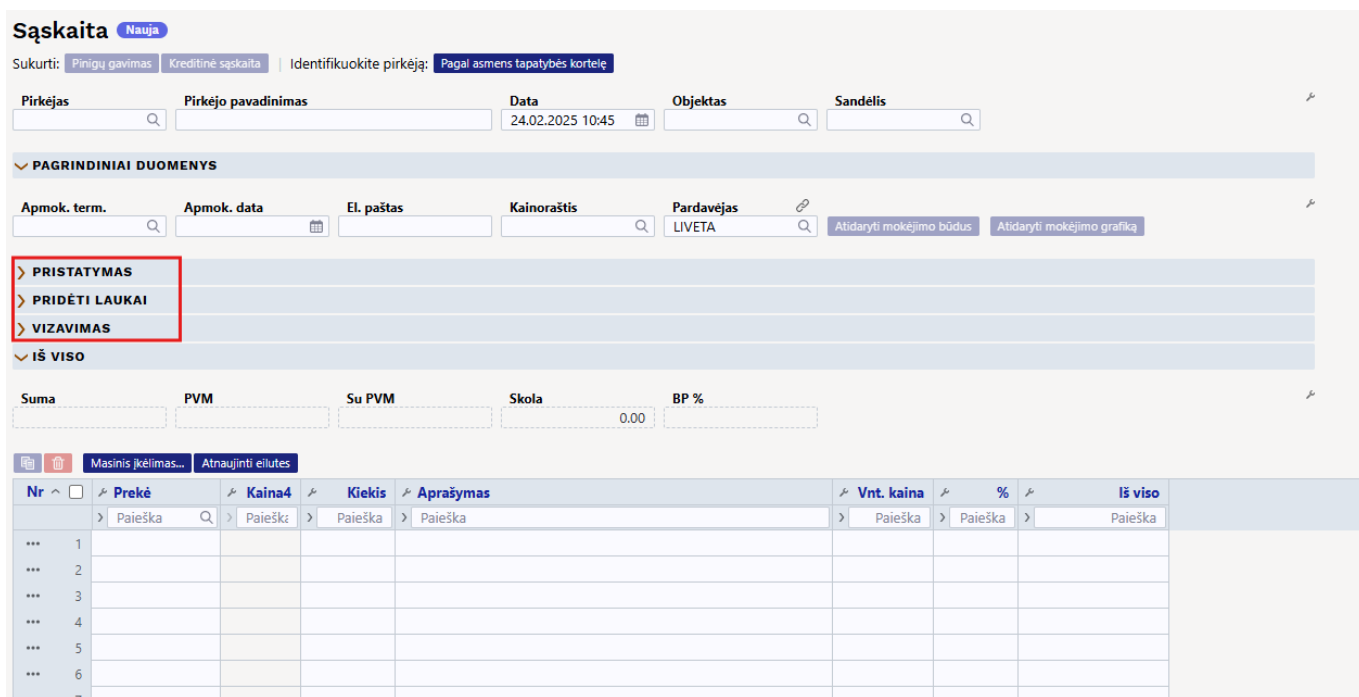 Sąskaita Nauja
Sukurti: Pinigų gavimas Kreditinė sąskaita | Identifikuokite pirkėją: Pagal asmens tapatybės kortelę
Pirkėjas Pirkėjo pavadinimas Data Objektas Sandėlis
24.02.2025 10:45
PAGRINDINIAI DUOMENYS
Apmok. term. Apmok. data El. paštas Kainoraštis Pardavėjas
LIVETA Atidaryti mokėjimo būdus Atidaryti mokėjimo grafiką
PRISTATYMAS
PRIDĖTI LAUKAI
VIZAVIMAS
IŠ VISO
Suma PVM Su PVM Skola BP %
0.00
Masinis įkėlimas... Atnaujinti eilutes
Nr Prekė Kaina4 Kiekis Aprašymas Vnt. kaina % Iš viso
Paieška Paieška Paieška Paieška Paieška Paieška Paieška
1
2
3
4
5
6